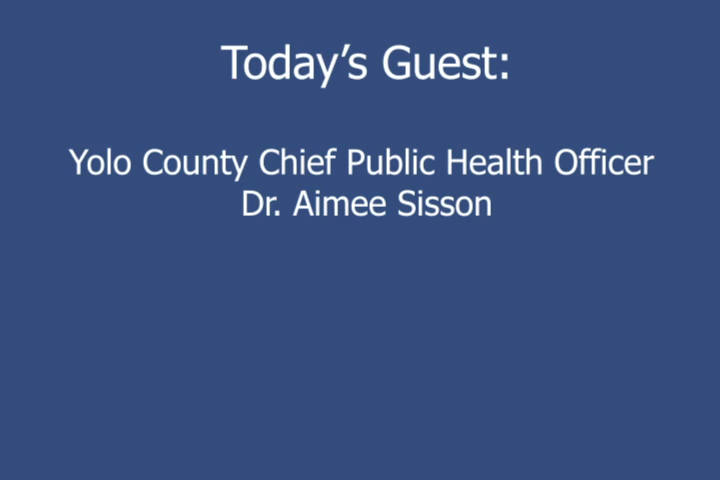 Today’s Guest:
Yolo County Chief Public Health Officer
Dr. Aimee Sisson